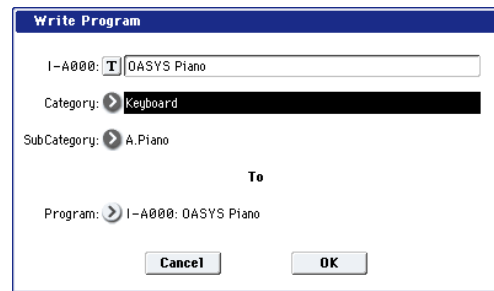 Write Program
I-A000: T OASYS Piano
Category: Keyboard
SubCategory: A.Piano
To
Program: I-A000: OASYS Piano
Cancel OK